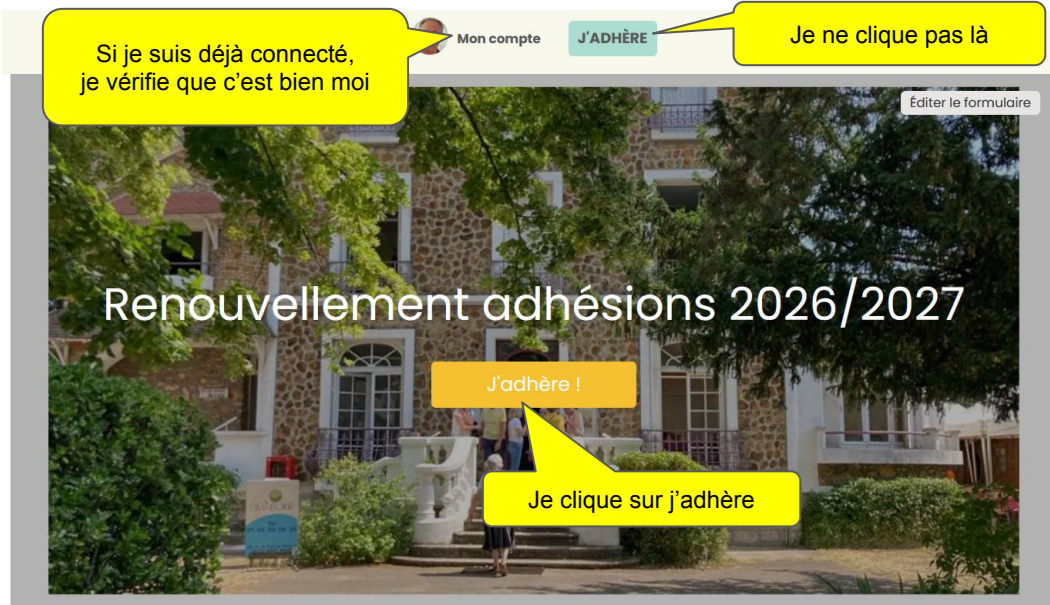 Si je suis déjà connecté,
je vérifie que c’est bien moi
Mon compte
J'ADHÈRE
Je ne clique pas là
Éditer le formulaire
Renouvellement adhésions 2026/2027
J'adhère !
Je clique sur j’adhère